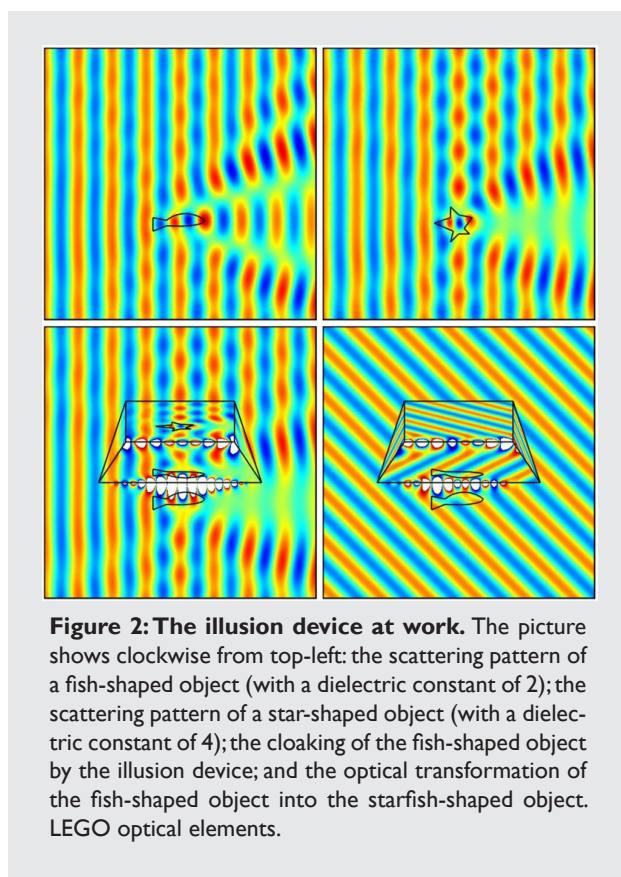 Figure 2: The illusion device at work. The picture
shows clockwise from top-left: the scattering pattern of
a fish-shaped object (with a dielectric constant of 2); the
scattering pattern of a star-shaped object (with a dielec-
tric constant of 4); the cloaking of the fish-shaped object
by the illusion device; and the optical transformation of
the fish-shaped object into the starfish-shaped object.
LEGO optical elements.